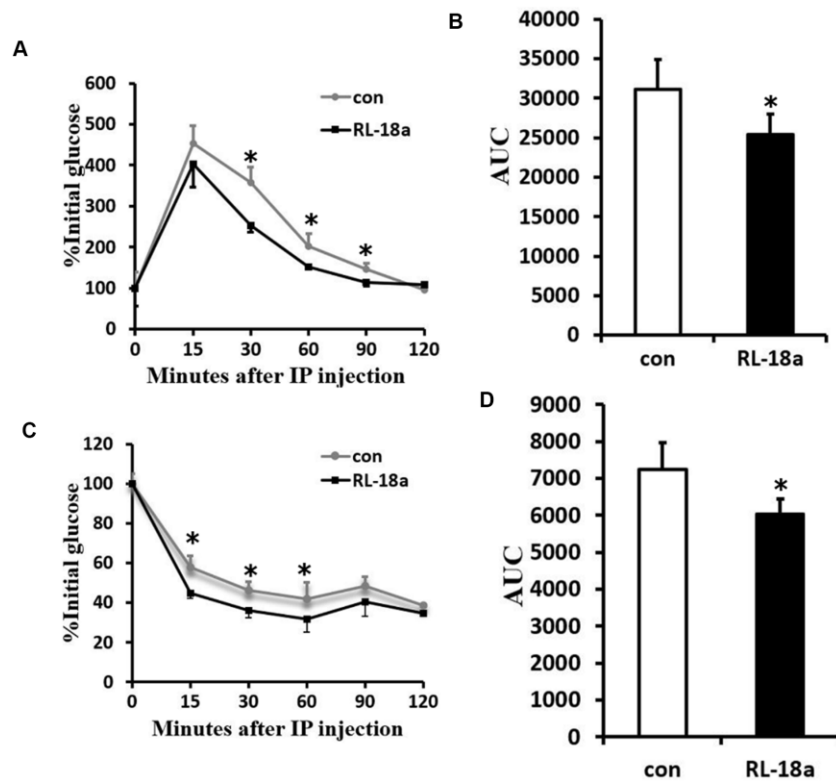 A
%Initial glucose
600
500
400
300
200
100
0
con
RL-18a
*
*
*
0 15 30 60 90 120
Minutes after IP injection
B
AUC
40000
35000
30000
25000
20000
15000
10000
5000
0
*
con RL-18a
C
%Initial glucose
120
100
80
60
40
20
0
con
RL-18a
* * *
0 15 30 60 90 120
Minutes after IP injection
D
AUC
9000
8000
7000
6000
5000
4000
3000
2000
1000
0
*
con RL-18a